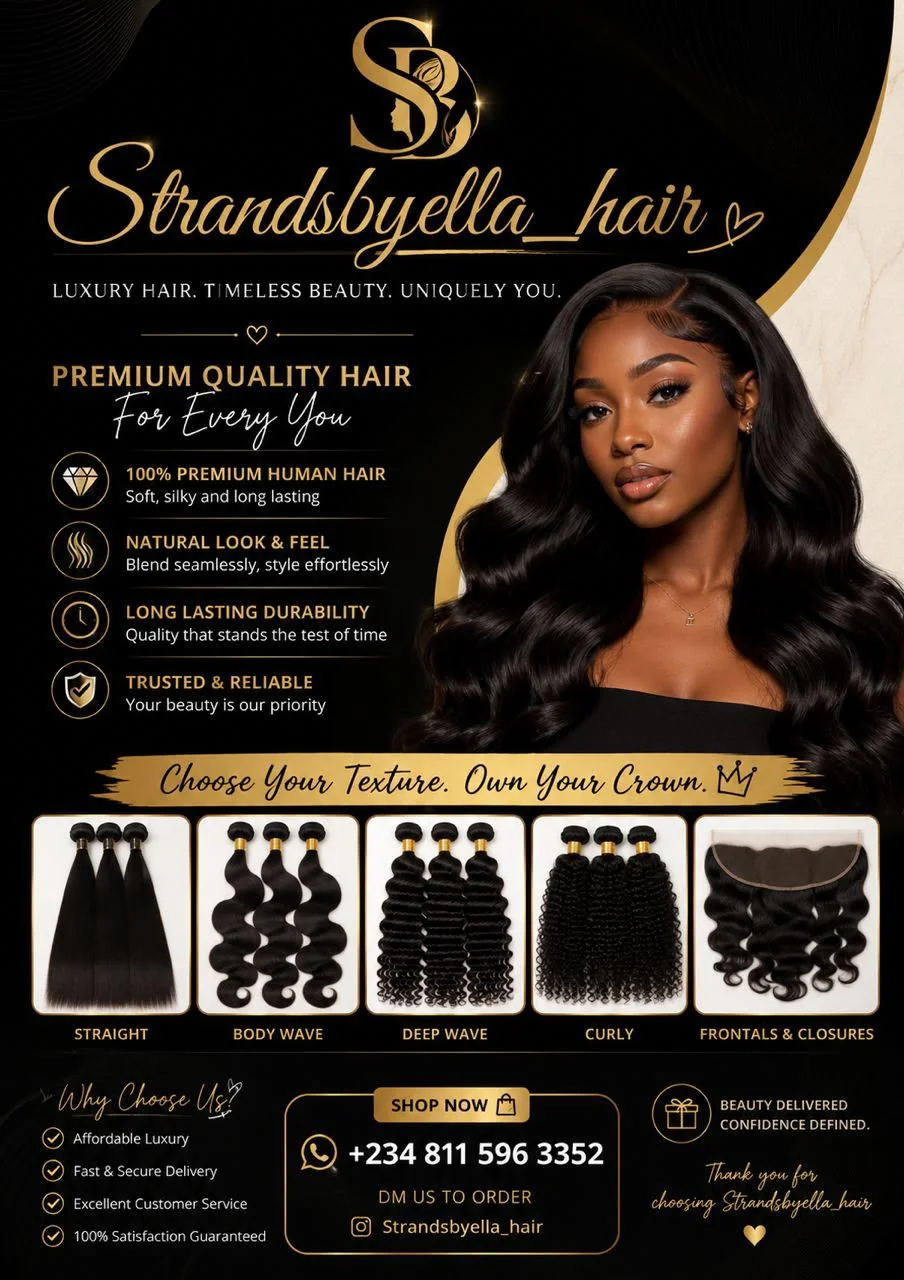 SB
Strandsbyella_hair
LUXURY HAIR. TIMELESS BEAUTY. UNIQUELY YOU.
PREMIUM QUALITY HAIR
For Every You
100% PREMIUM HUMAN HAIR
Soft, silky and long lasting
NATURAL LOOK & FEEL
Blend seamlessly, style effortlessly
LONG LASTING DURABILITY
Quality that stands the test of time
TRUSTED & RELIABLE
Your beauty is our priority
Choose Your Texture. Own Your Crown.
STRAIGHT
BODY WAVE
DEEP WAVE
CURLY
FRONTALS & CLOSURES
Why Choose Us?
Affordable Luxury
Fast & Secure Delivery
Excellent Customer Service
100% Satisfaction Guaranteed
SHOP NOW
+234 811 596 3352
DM US TO ORDER
Strandsbyella_hair
BEAUTY DELIVERED
CONFIDENCE DEFINED.
Thank you for
choosing Strandsbyella_hair